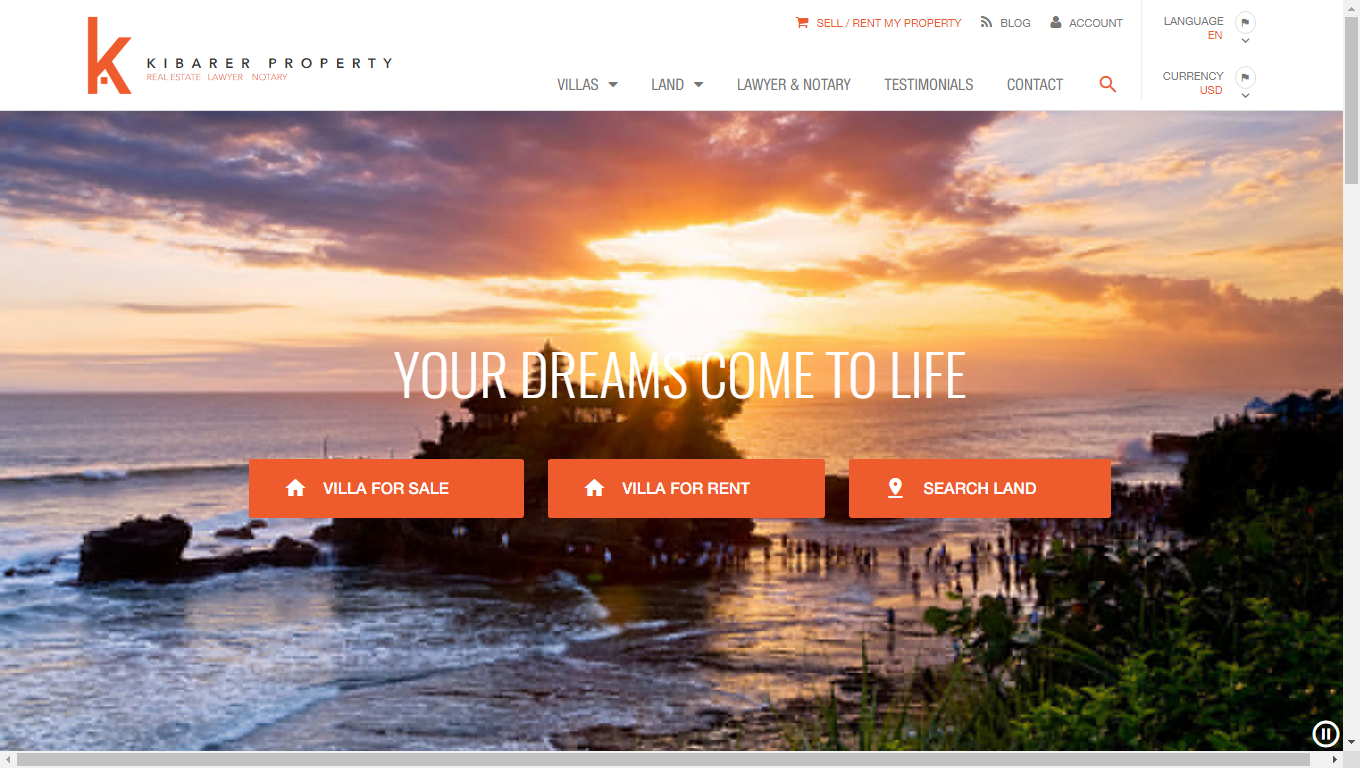 SELL / RENT MY PROPERTY BLOG ACCOUNT
LANGUAGE
EN
KIBARER PROPERTY
REAL ESTATE LAWYER NOTARY
VILLAS LAND LAWYER & NOTARY TESTIMONIALS CONTACT
CURRENCY
USD
YOUR DREAMS COME TO LIFE
VILLA FOR SALE VILLA FOR RENT SEARCH LAND